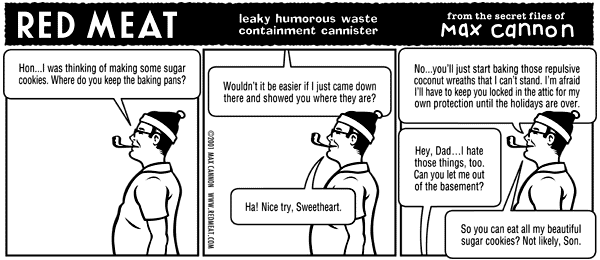 RED MEAT
leaky humorous waste
containment cannister
from the secret files of
Max cannon
Hon...I was thinking of making some sugar
cookies. Where do you keep the baking pans?
Wouldn't it be easier if I just came down
there and showed you where they are?
Ha! Nice try, Sweetheart.
©2001 MAX CANNON WWW.REDMEAT.COM
No...you'll just start baking those repulsive
coconut wreaths that I can't stand. I'm afraid
I'll have to keep you locked in the attic for
my own protection until the holidays are over.
Hey, Dad...I hate
those things, too.
Can you let me out
of the basement?
So you can eat all my beautiful
sugar cookies? Not likely, Son.